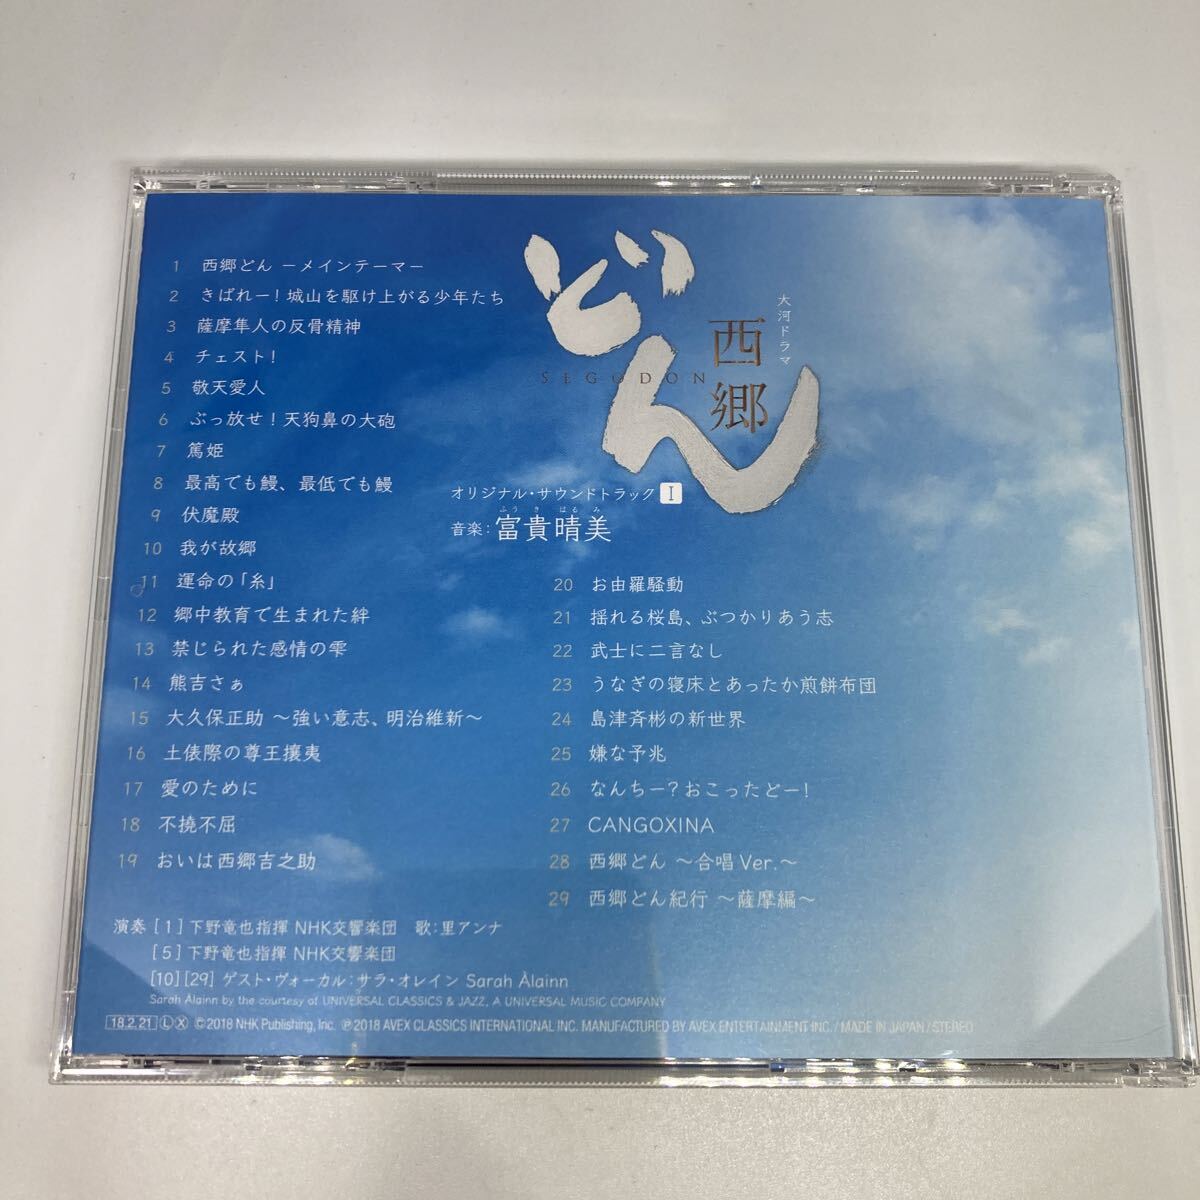 1 西郷どん －メインテーマ－
2 きばれー！城山を駆け上がる少年たち
3 薩摩隼人の反骨精神
4 チェスト！
5 敬天愛人
6 ぶっ放せ！天狗鼻の大砲
7 篤姫
8 最高でも鰻、最低でも鰻
9 伏魔殿
10 我が故郷
11 運命の「糸」
12 郷中教育で生まれた絆
13 禁じられた感情の雫
14 熊吉さぁ
15 大久保正助 ～強い意志、明治維新～
16 土俵際の尊王攘夷
17 愛のために
18 不撓不屈
19 おいは西郷吉之助
大河ドラマ
西郷
どん
SEGODON
オリジナル・サウンドトラック I
ふうき はるみ
音楽：富貴晴美
20 お由羅騒動
21 揺れる桜島、ぶつかりあう志
22 武士に二言なし
23 うなぎの寝床とあったか煎餅布団
24 島津斉彬の新世界
25 嫌な予兆
26 なんちー？おこったどー！
27 CANGOXINA
28 西郷どん ～合唱 Ver.～
29 西郷どん紀行 ～薩摩編～
演奏 [1] 下野竜也指揮 NHK交響楽団 歌：里アンナ
[5] 下野竜也指揮 NHK交響楽団
[10][29] ゲスト・ヴォーカル：サラ・オレイン Sarah Àlainn
Sarah Àlainn by the courtesy of UNIVERSAL CLASSICS & JAZZ, A UNIVERSAL MUSIC COMPANY
18.2.21 Ⓛ Ⓧ ©2018 NHK Publishing, Inc. ℗2018 AVEX CLASSICS INTERNATIONAL INC. MANUFACTURED BY AVEX ENTERTAINMENT INC. / MADE IN JAPAN / STEREO